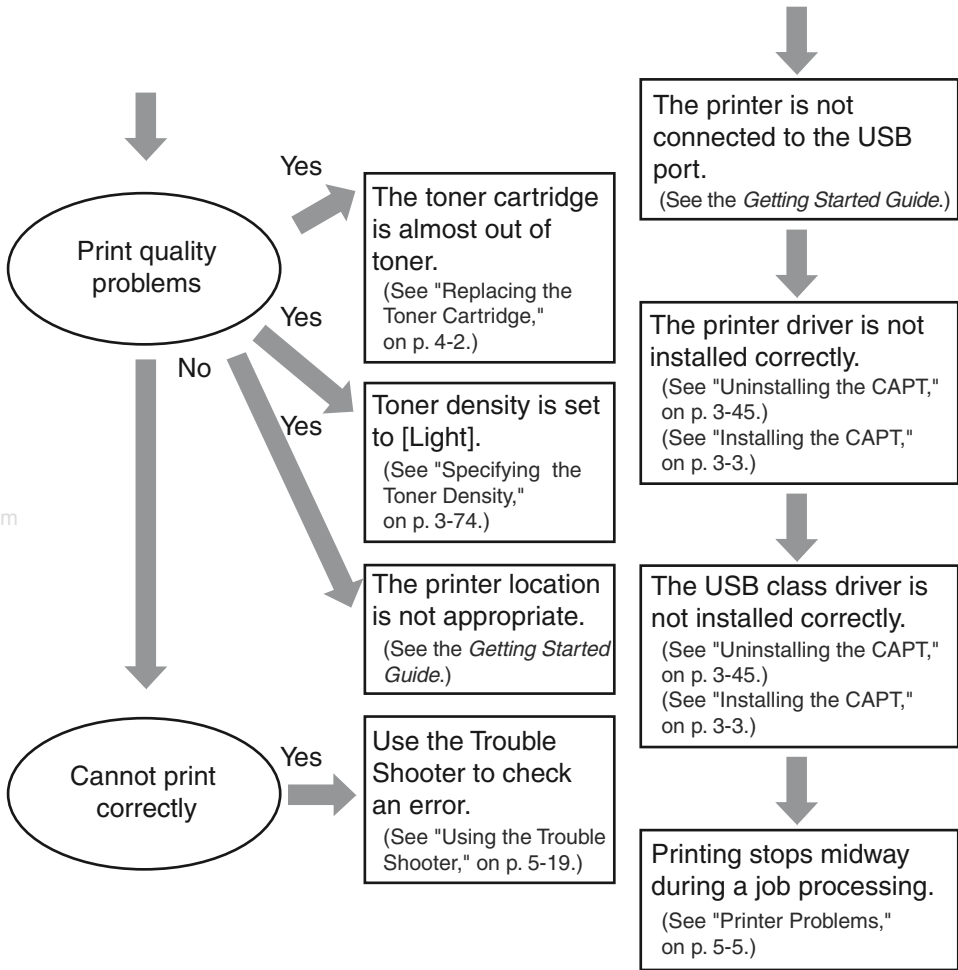 Print quality
problems
Yes
The toner cartridge
is almost out of
toner.
(See "Replacing the
Toner Cartridge,"
on p. 4-2.)
Yes
Toner density is set
to [Light].
(See "Specifying the
Toner Density,"
on p. 3-74.)
Yes
The printer location
is not appropriate.
(See the Getting Started
Guide.)
No
m
Cannot print
correctly
Yes
Use the Trouble
Shooter to check
an error.
(See "Using the Trouble
Shooter," on p. 5-19.)
The printer is not
connected to the USB
port.
(See the Getting Started Guide.)
The printer driver is not
installed correctly.
(See "Uninstalling the CAPT,"
on p. 3-45.)
(See "Installing the CAPT,"
on p. 3-3.)
The USB class driver is
not installed correctly.
(See "Uninstalling the CAPT,"
on p. 3-45.)
(See "Installing the CAPT,"
on p. 3-3.)
Printing stops midway
during a job processing.
(See "Printer Problems,"
on p. 5-5.)